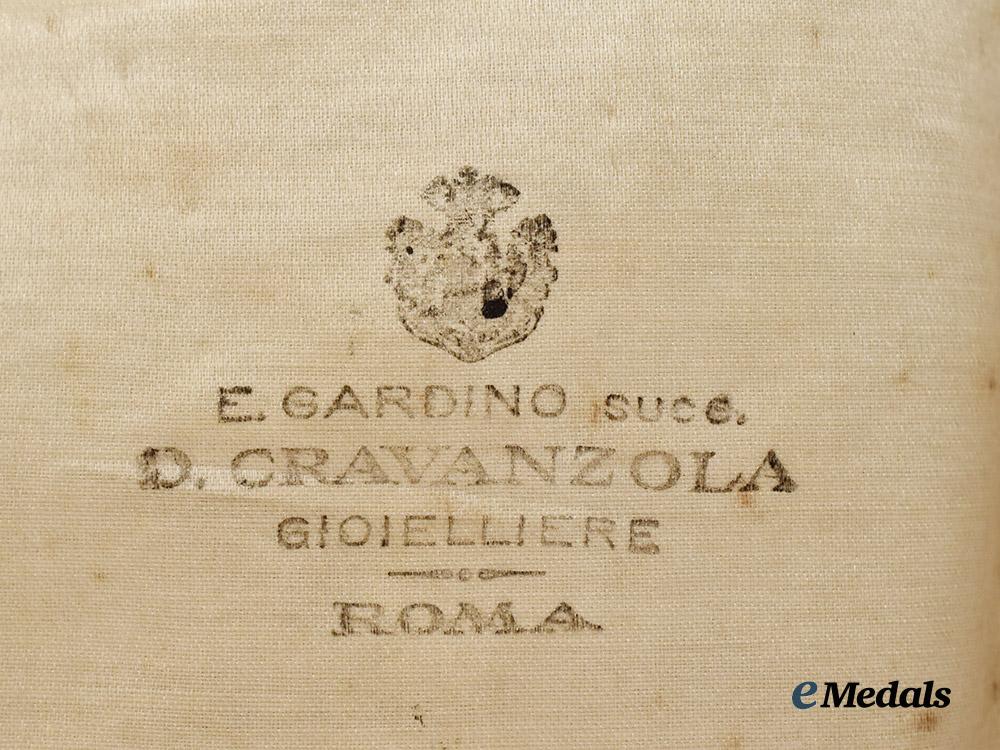 E. GARDINO succ.
D. CRAVANZOLA
GIOIELLIERE
ROMA
eMedals